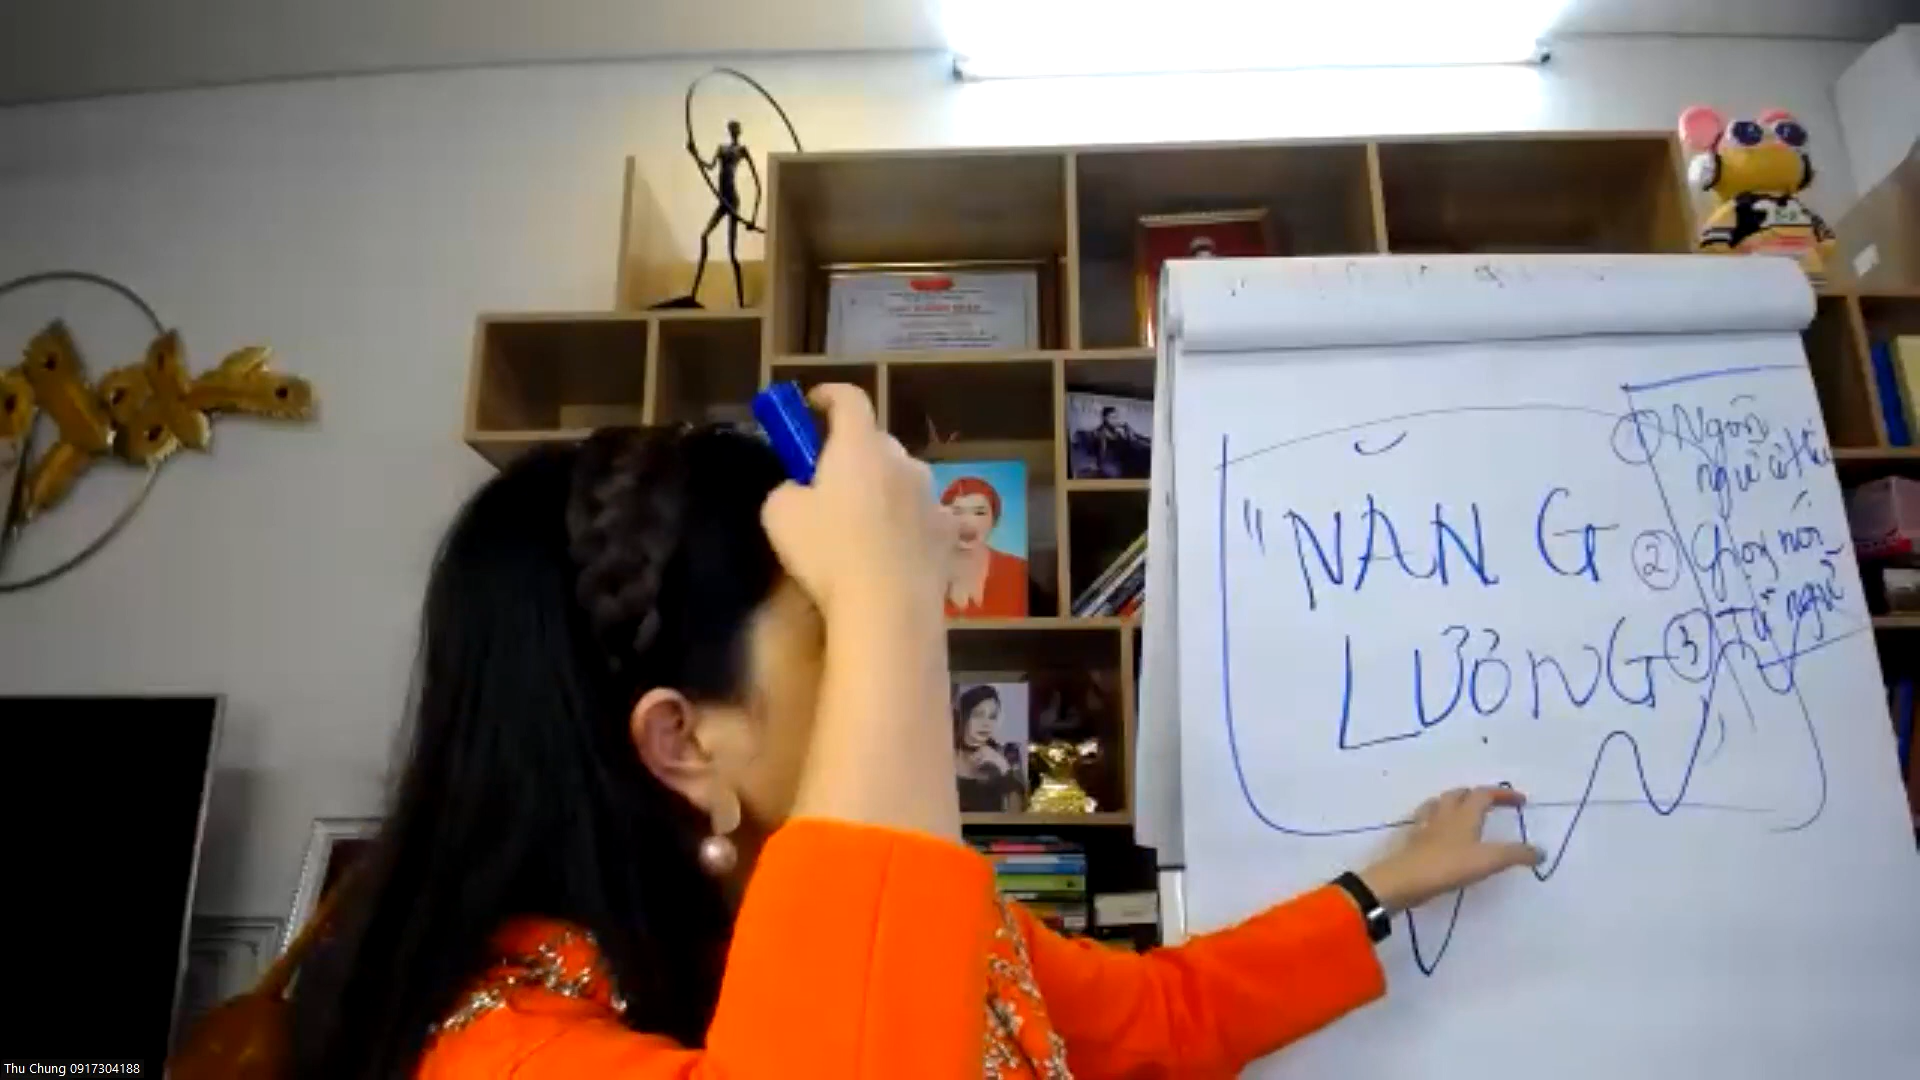 "NĂNG
LƯỢNG
① Ngôn
ngữ cơ thể
② Giọng nói
③ Từ ngữ
Thu Chung 0917304188